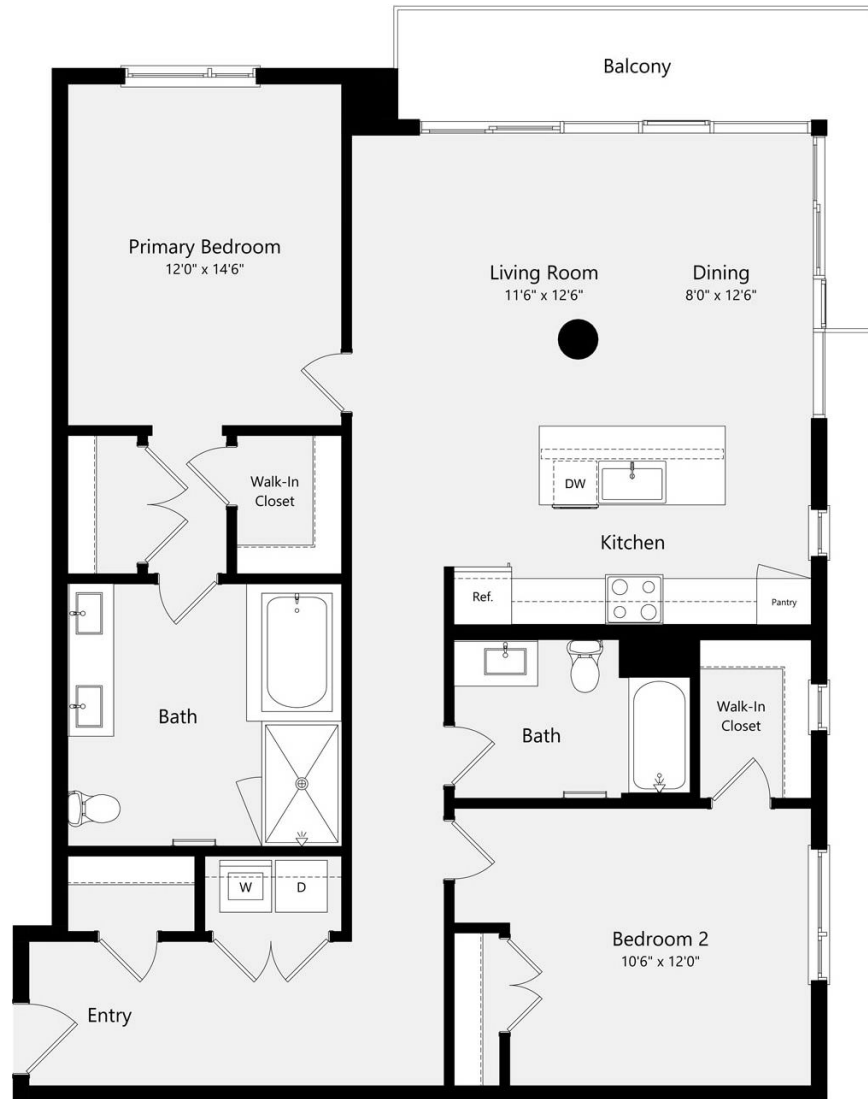 Balcony
Primary Bedroom
12'0" x 14'6"
Living Room
11'6" x 12'6"
Dining
8'0" x 12'6"
Walk-In
Closet
DW
Kitchen
Ref.
Pantry
Bath
Bath
Walk-In
Closet
W
D
Bedroom 2
10'6" x 12'0"
Entry